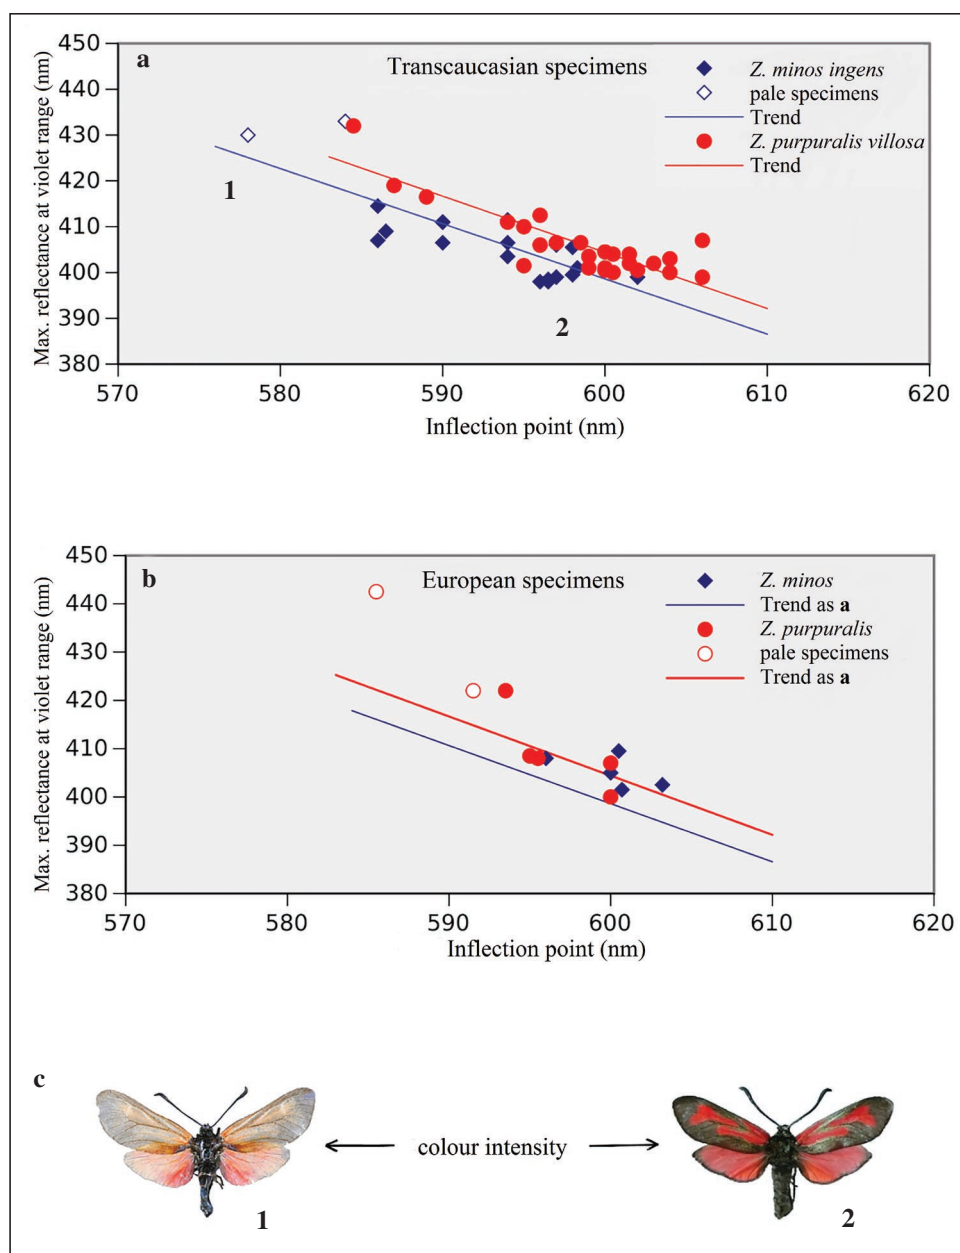 a
Transcaucasian specimens
Z. minos ingens
pale specimens
Trend
Z. purpuralis villosa
Trend
Max. reflectance at violet range (nm)
450
440
430
420
410
400
390
380
1
2
570 580 590 600 610 620
Inflection point (nm)
b
European specimens
Z. minos
Trend as a
Z. purpuralis
pale specimens
Trend as a
Max. reflectance at violet range (nm)
450
440
430
420
410
400
390
380
570 580 590 600 610 620
Inflection point (nm)
c
colour intensity
1
2